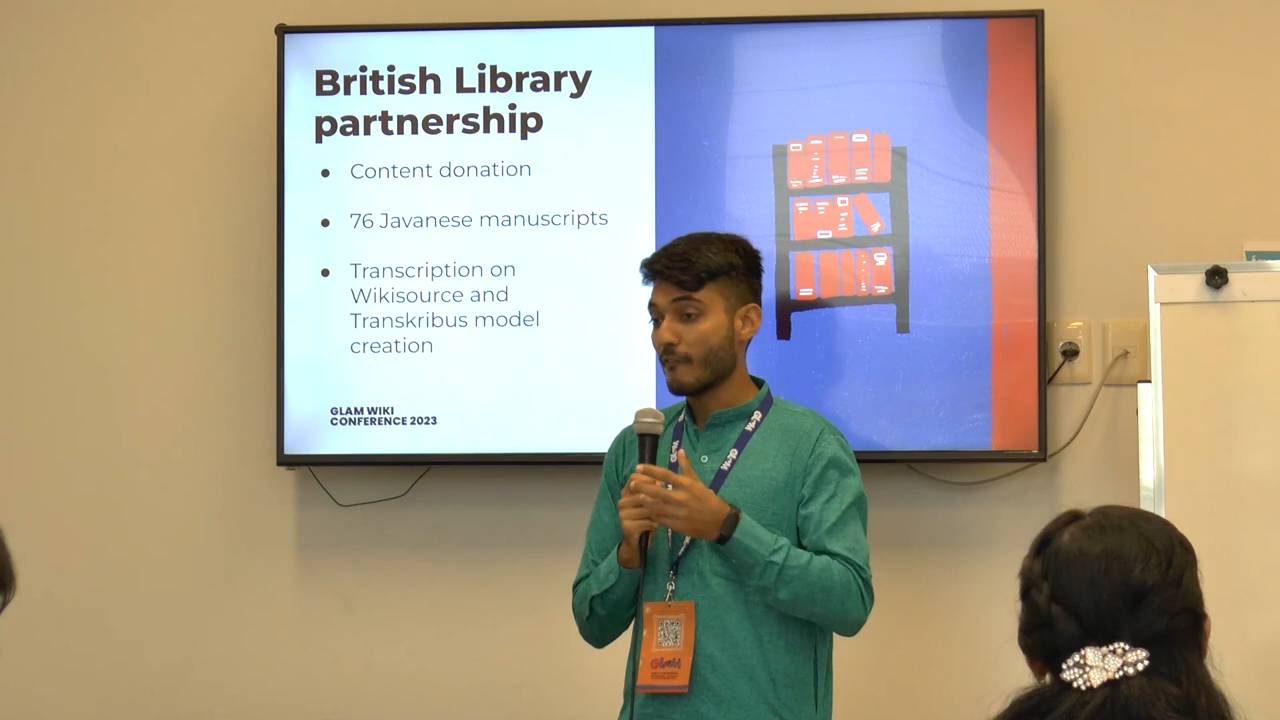 British Library
partnership
● Content donation
● 76 Javanese manuscripts
● Transcription on
Wikisource and
Transkribus model
creation
GLAM WIKI
CONFERENCE 2023